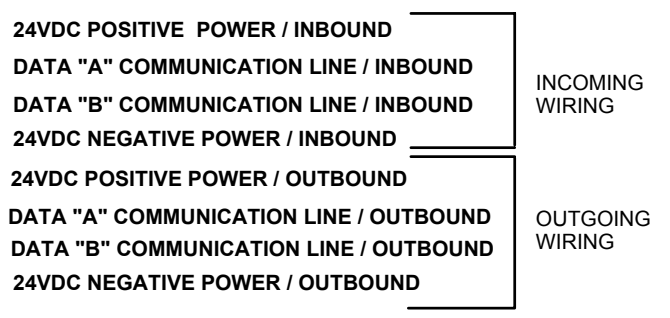 24VDC POSITIVE  POWER / INBOUND
DATA "A" COMMUNICATION LINE / INBOUND
DATA "B" COMMUNICATION LINE / INBOUND
24VDC NEGATIVE POWER / INBOUND
INCOMING
WIRING
24VDC POSITIVE POWER / OUTBOUND
DATA "A" COMMUNICATION LINE / OUTBOUND
DATA "B" COMMUNICATION LINE / OUTBOUND
24VDC NEGATIVE POWER / OUTBOUND
OUTGOING
WIRING